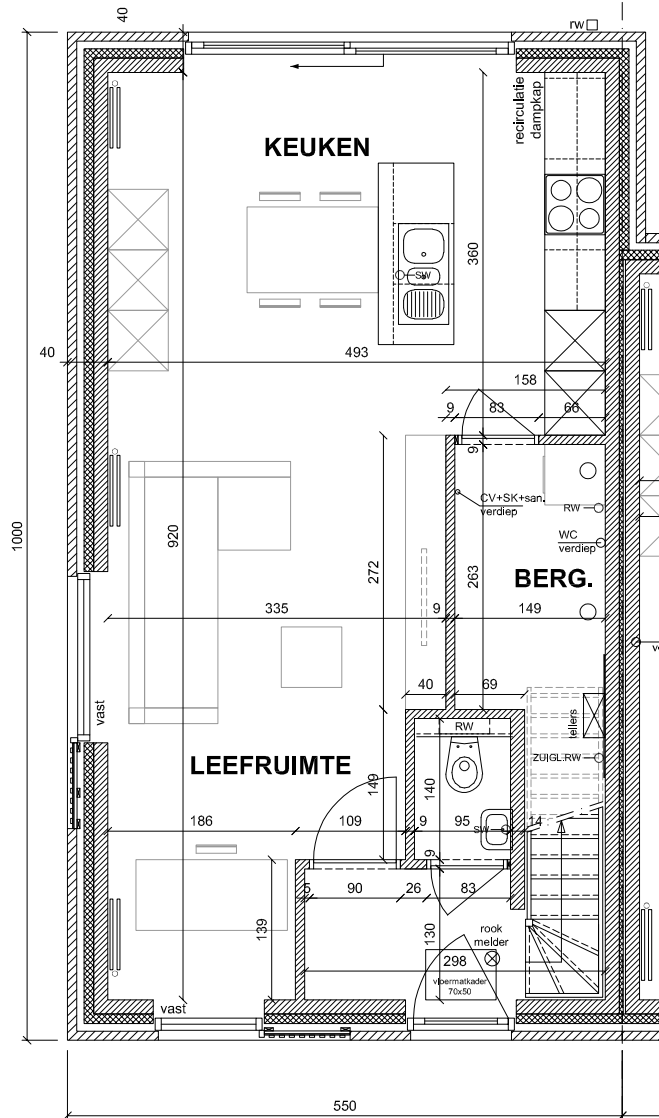 40
rw
recirculatie
dampkap
KEUKEN
360
SW
40
493
158
9
83
66
9
CV+SK+san.
verdiep
RW
WC
verdiep
1000
920
272
263
BERG.
335
9
149
40
69
vast
RW
tellers
LEEFRUIMTE
ZUIGL.RW
149
140
186
109
9
95
SW
14
9
5
90
26
83
139
130
rook
melder
298
vloermatkader
70x50
vast
550